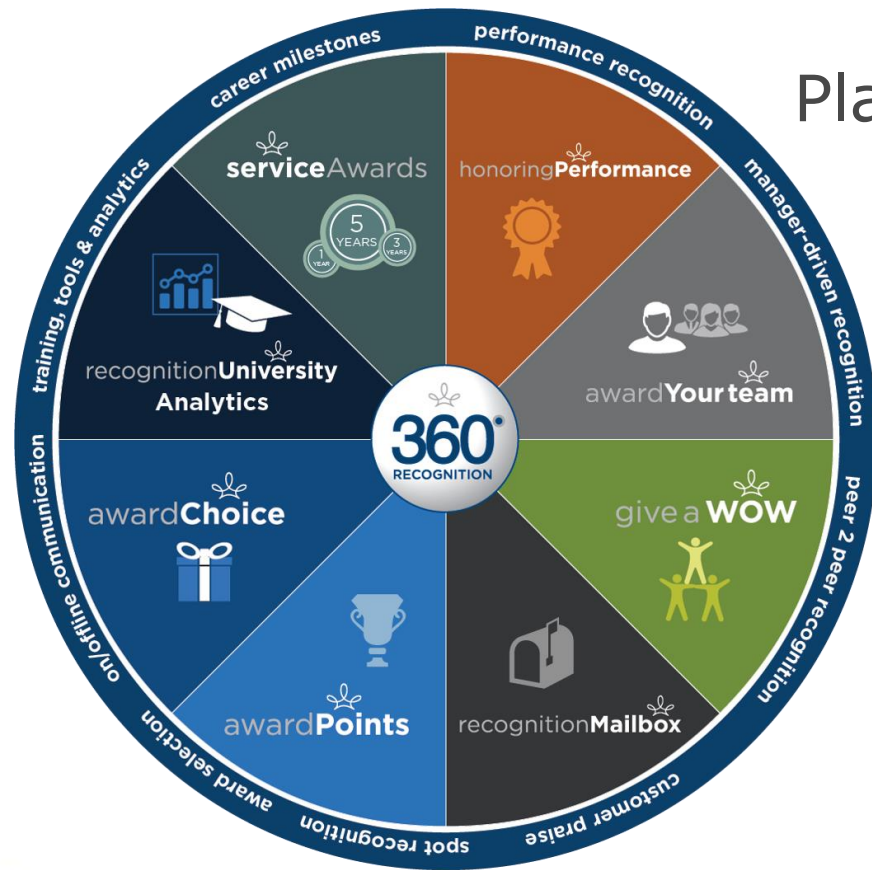 Pla
career milestones
performance recognition
manager-driven recognition
peer 2 peer recognition
customer praise
spot recognition
award selection
on/offline communication
training, tools & analytics
serviceAwards
5
YEARS
1
YEAR
3
YEARS
honoringPerformance
awardYour team
give a WOW
recognitionMailbox
awardPoints
awardChoice
recognitionUniversity
Analytics
360°
RECOGNITION